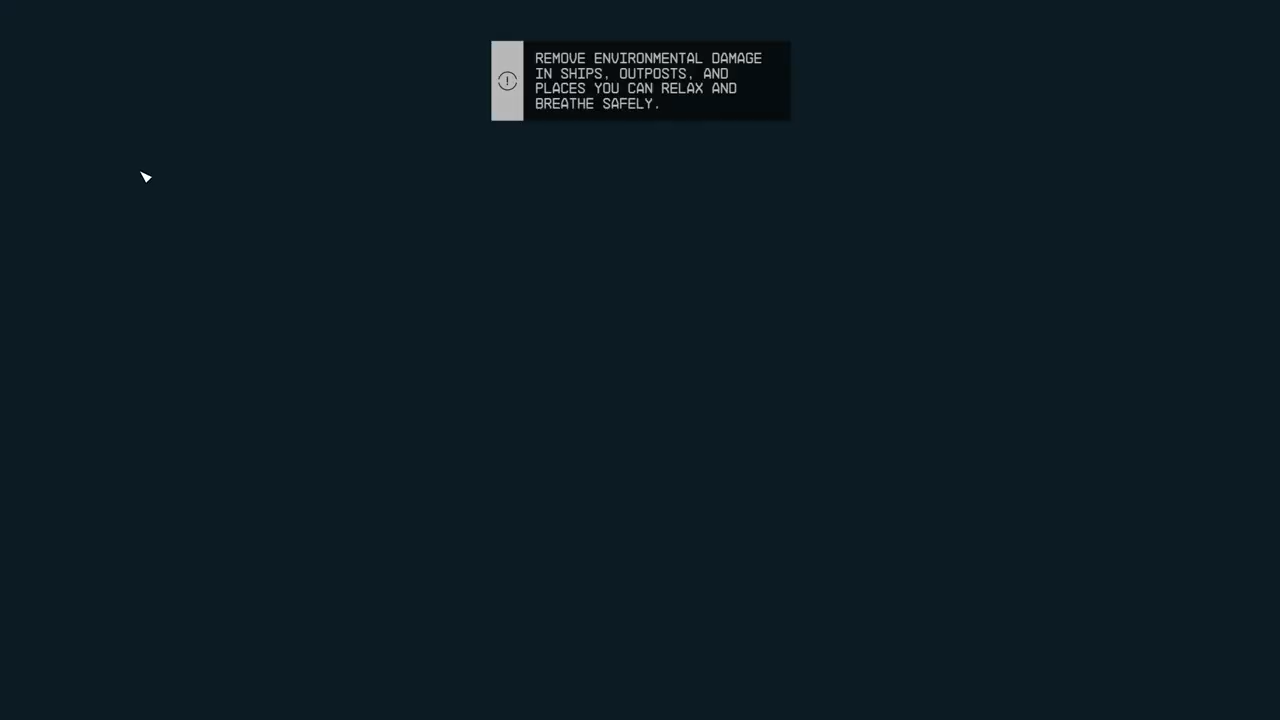 REMOVE ENVIRONMENTAL DAMAGE
IN SHIPS, OUTPOSTS, AND
PLACES YOU CAN RELAX AND
BREATHE SAFELY.